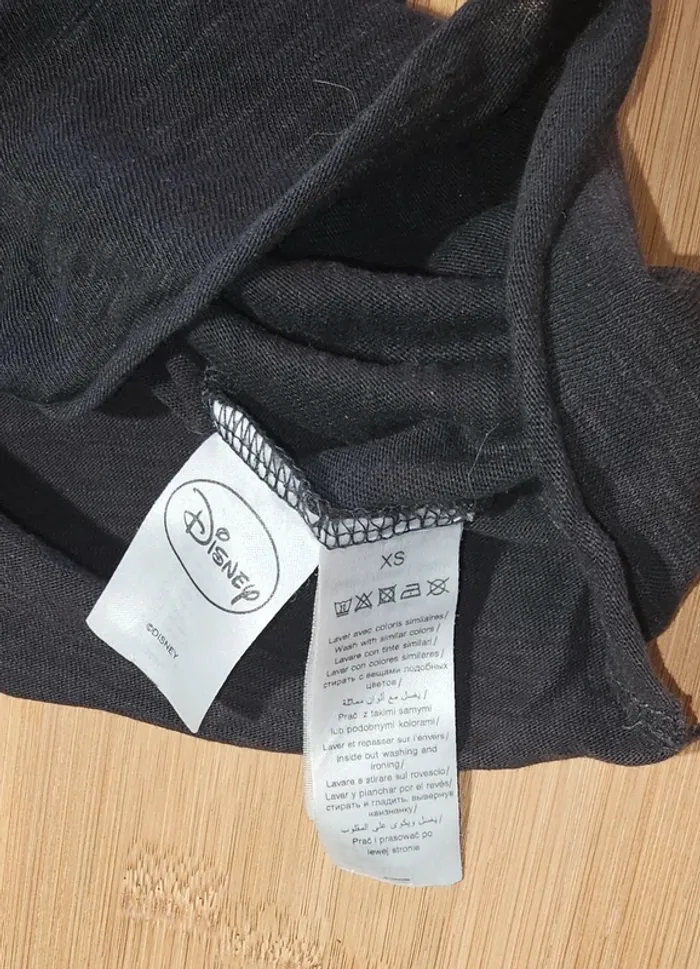 Disney
©DISNEY
XS
Laver avec coloris similaires/
Wash with similar colors/
Lavare con tinte similari/
Lavar con colores similares/
стирать с вещами подобных
цветов/
يغسل مع ألوان مماثلة/
Prać z takimi samymi
lub podobnymi kolorami/
Laver et repasser sur l'envers/
Inside out washing and
ironing/
Lavare a stirare sul rovescio/
Lavar y planchar por el revés/
стирать и гладить, вывернув
наизнанку/
يغسل ويكوى على المقلوب/
Prać i prasować po
lewej stronie